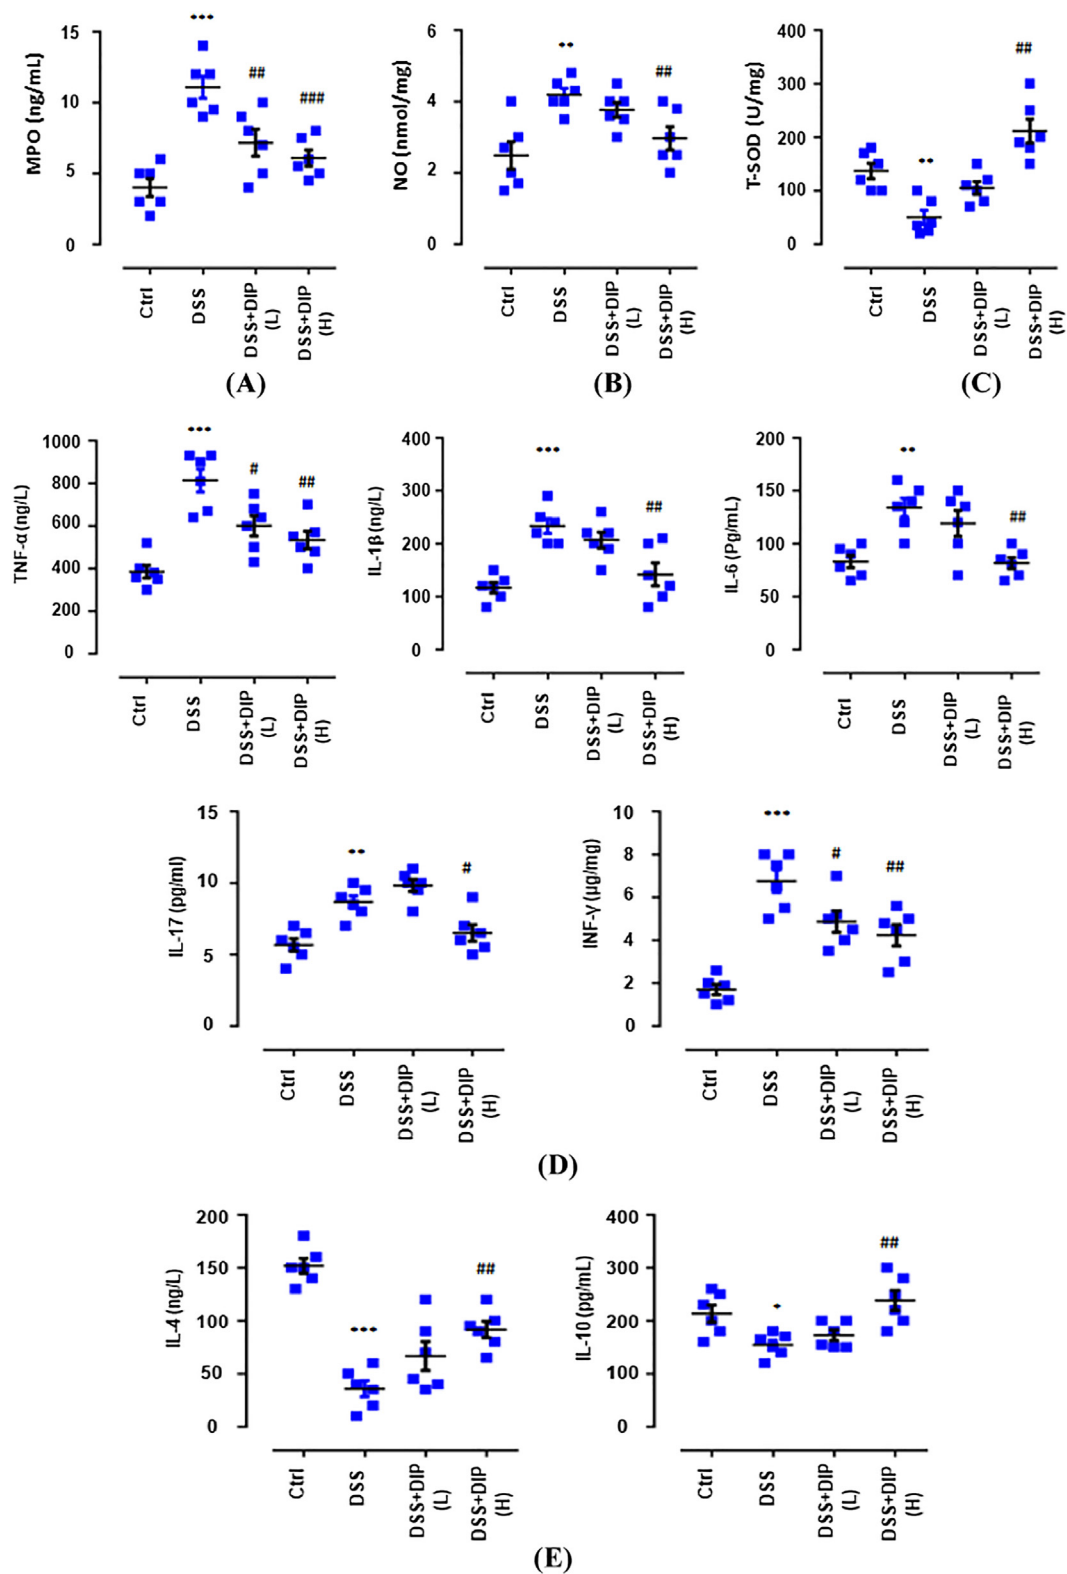 MPO (ng/mL)
15
10
5
0
***
##
###
Ctrl
DSS
DSS+DIP
(L)
DSS+DIP
(H)
(A)
NO (nmol/mg)
6
4
2
0
**
##
Ctrl
DSS
DSS+DIP
(L)
DSS+DIP
(H)
(B)
T-SOD (U/mg)
400
300
200
100
0
**
##
Ctrl
DSS
DSS+DIP
(L)
DSS+DIP
(H)
(C)
TNF-α(ng/L)
1000
800
600
400
200
0
***
#
##
Ctrl
DSS
DSS+DIP
(L)
DSS+DIP
(H)
IL-1β(ng/L)
400
300
200
100
0
***
##
Ctrl
DSS
DSS+DIP
(L)
DSS+DIP
(H)
IL-6 (Pg/mL)
200
150
100
50
0
**
##
Ctrl
DSS
DSS+DIP
(L)
DSS+DIP
(H)
IL-17 (pg/ml)
15
10
5
0
**
#
Ctrl
DSS
DSS+DIP
(L)
DSS+DIP
(H)
INF-γ (μg/mg)
10
8
6
4
2
0
***
#
##
Ctrl
DSS
DSS+DIP
(L)
DSS+DIP
(H)
(D)
IL-4 (ng/L)
200
150
100
50
0
***
##
Ctrl
DSS
DSS+DIP
(L)
DSS+DIP
(H)
IL-10 (pg/mL)
400
300
200
100
0
*
##
Ctrl
DSS
DSS+DIP
(L)
DSS+DIP
(H)
(E)